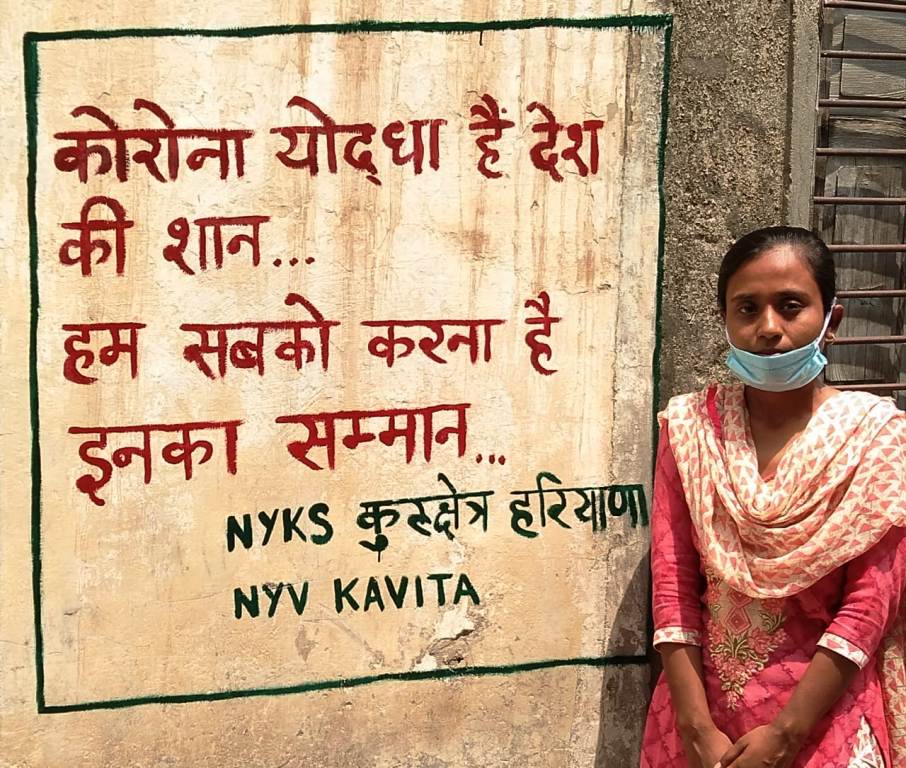 कोरोना योद्धा हैं देश
की शान...
हम सबको करना है
इनका सम्मान...
NYKS कुरुक्षेत्र हरियाणा
NYV KAVITA